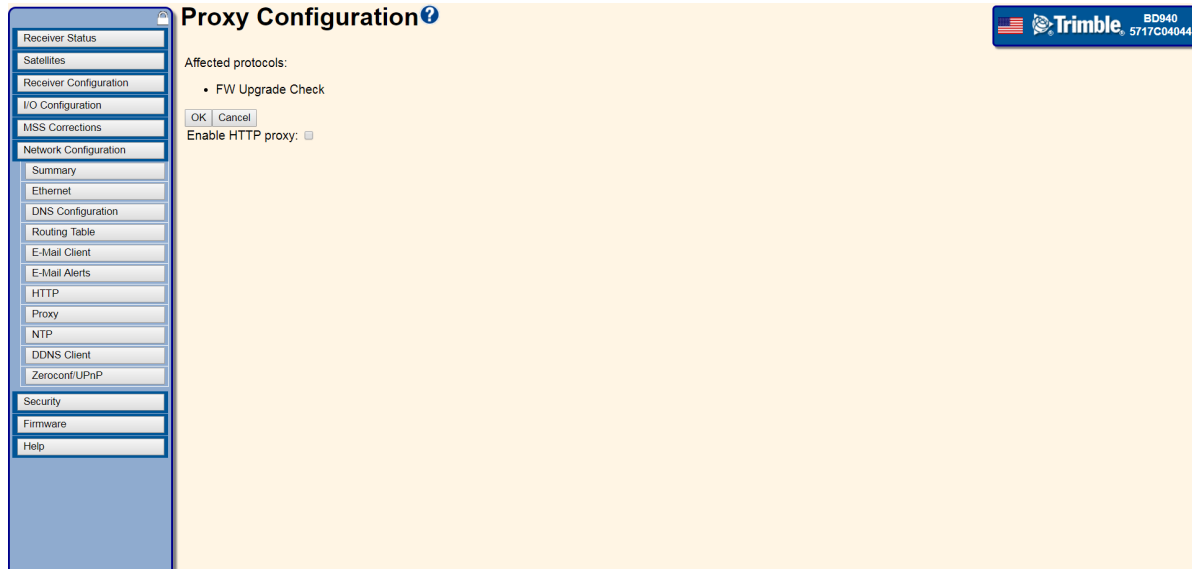 Proxy Configuration?
Trimble® BD940
5717C04044
Receiver Status
Satellites
Receiver Configuration
I/O Configuration
MSS Corrections
Network Configuration
Summary
Ethernet
DNS Configuration
Routing Table
E-Mail Client
E-Mail Alerts
HTTP
Proxy
NTP
DDNS Client
Zeroconf/UPnP
Security
Firmware
Help
Affected protocols:
• FW Upgrade Check
OK Cancel
Enable HTTP proxy: